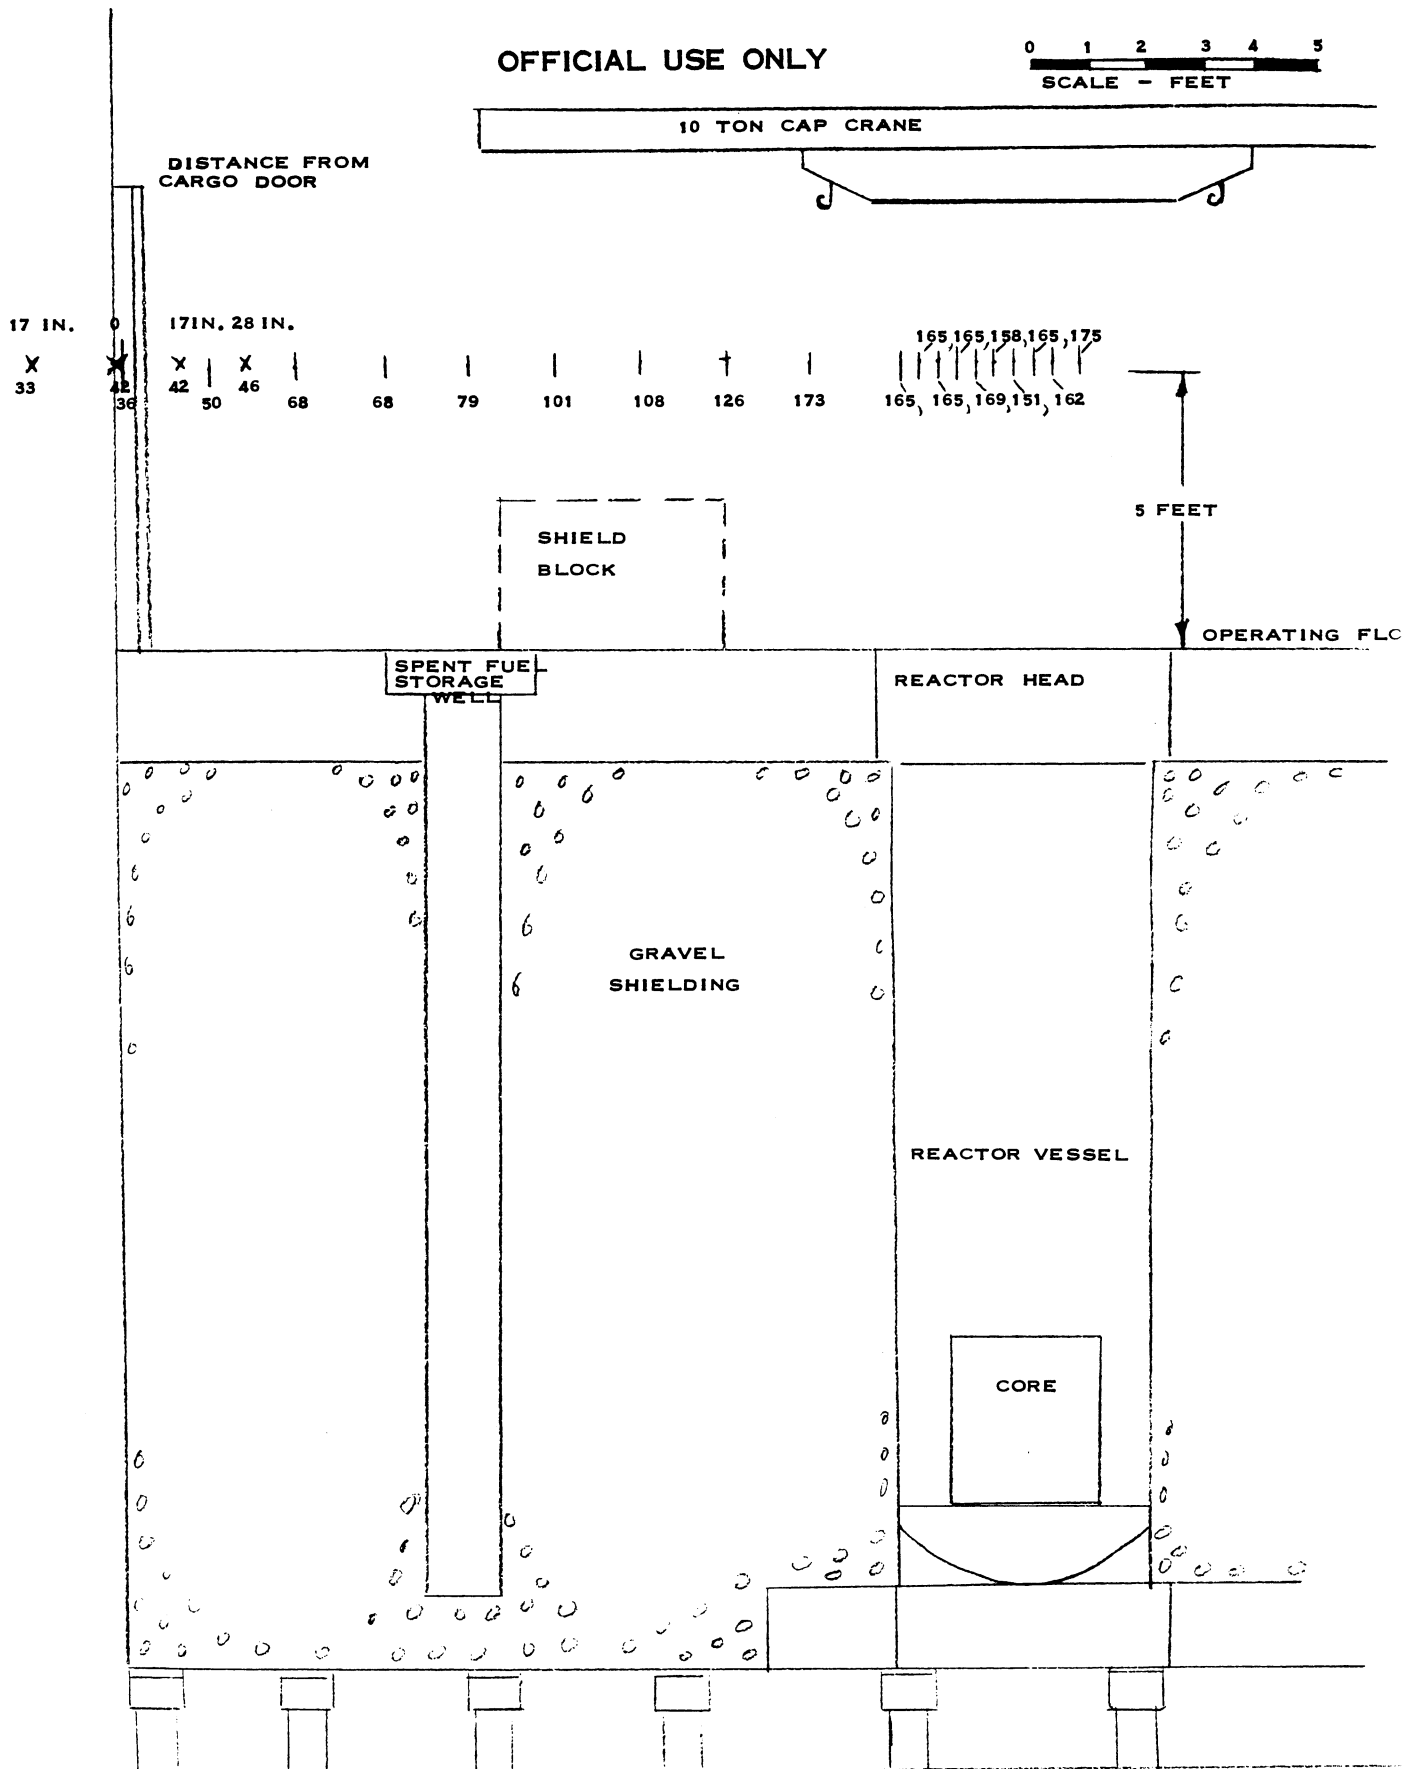 OFFICIAL USE ONLY
0 1 2 3 4 5
SCALE - FEET
10 TON CAP CRANE
DISTANCE FROM
CARGO DOOR
17 IN. 0 17IN. 28 IN.
165,165,158,165,175
33 42 42 46
36 50 68 68 79 101 108 126 173 165, 165, 169, 151, 162
5 FEET
SHIELD
BLOCK
OPERATING FLO
SPENT FUEL
STORAGE
WELL
REACTOR HEAD
GRAVEL
SHIELDING
REACTOR VESSEL
CORE